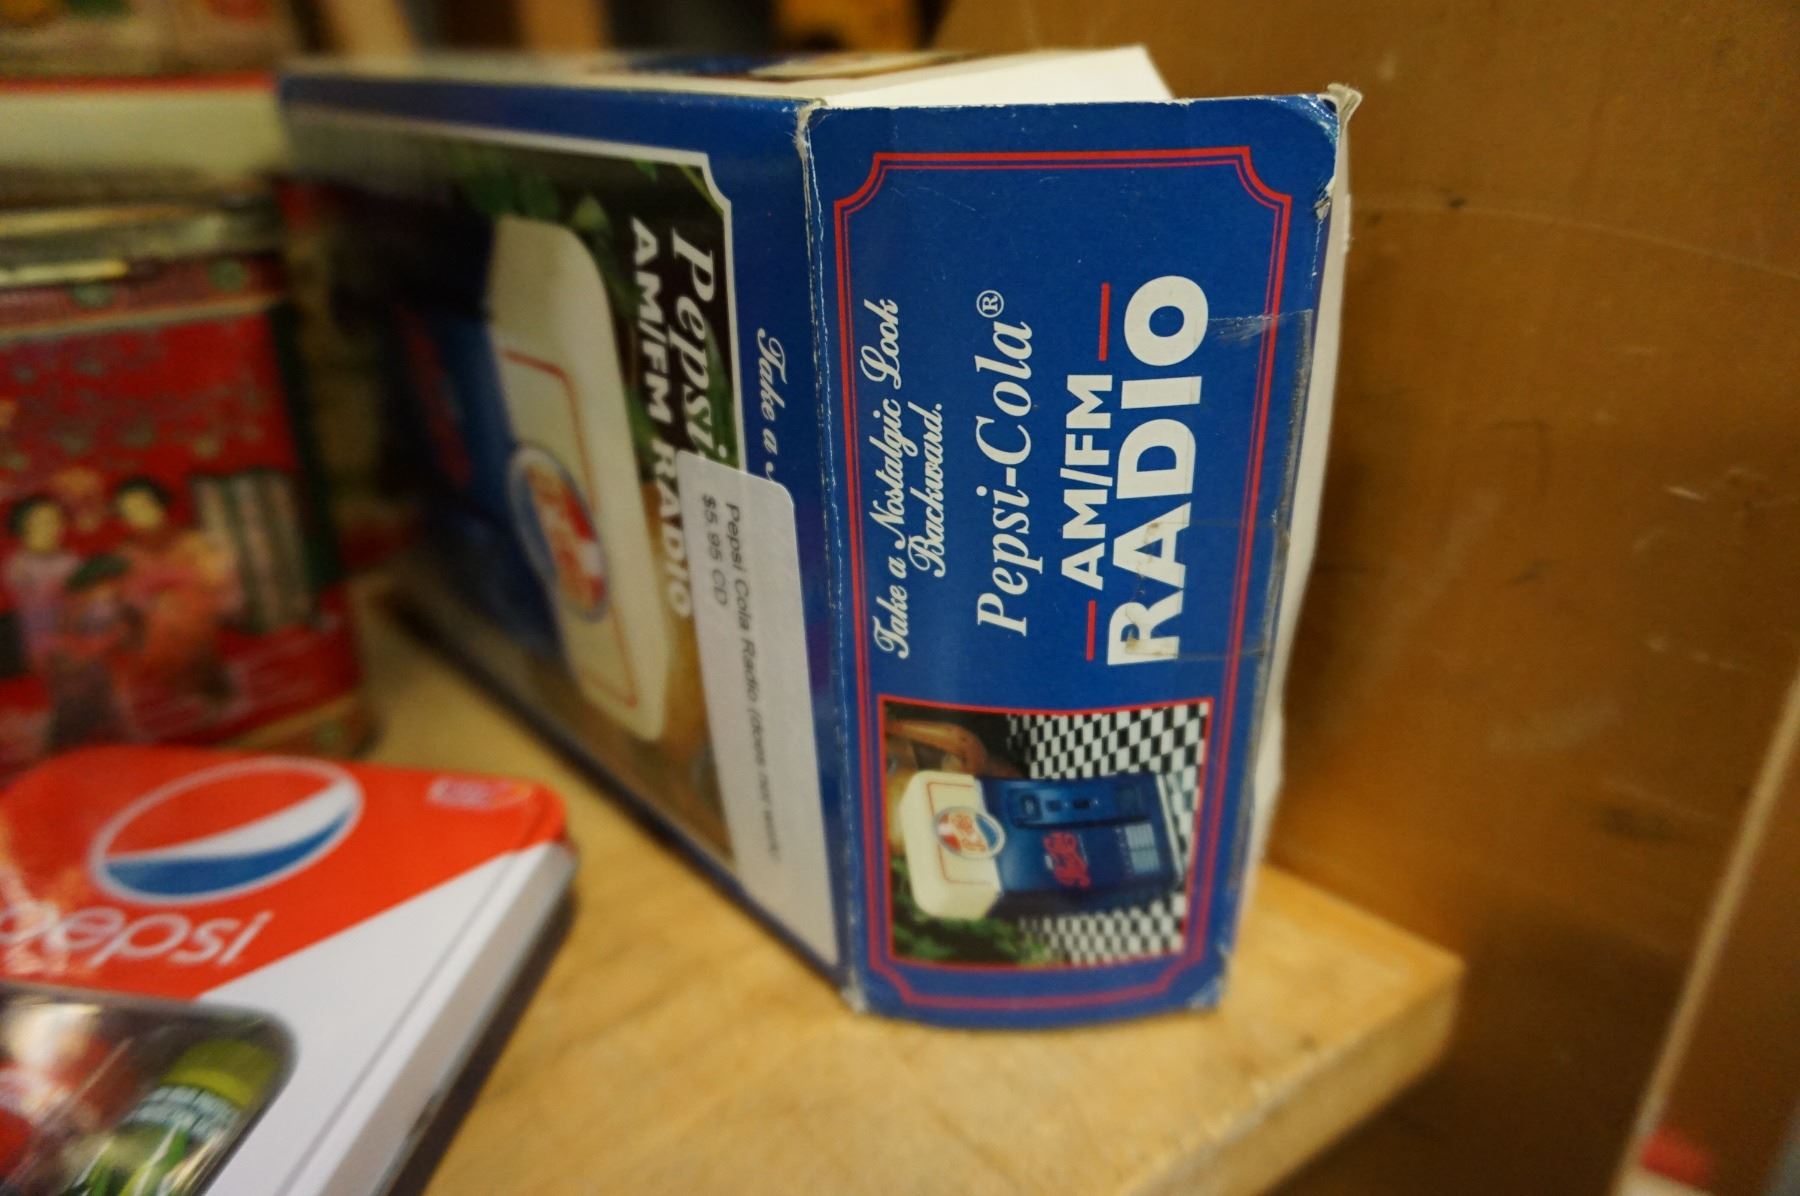 Take a Nostalgic Look
Backward.
Pepsi-Cola®
AM/FM
RADIO
Pepsi
AM/FM RADIO
Take a
Pepsi Cola Radio (does not work)
$5.95 CD
pepsi